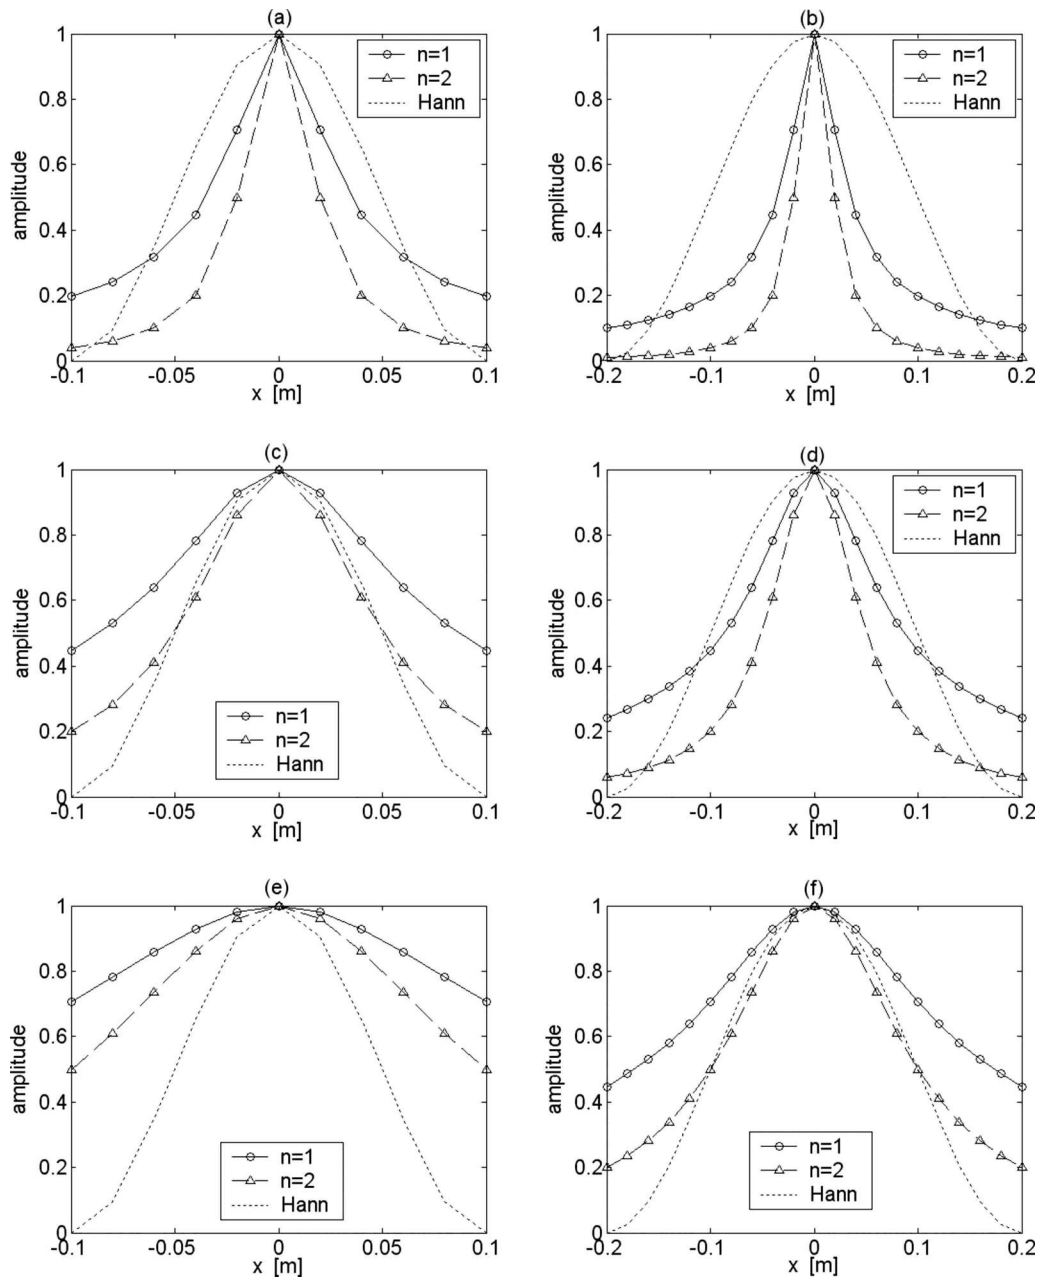 (a)
amplitude
1
0.8
0.6
0.4
0.2
0
n=1
n=2
Hann
-0.1
-0.05
0
0.05
0.1
x [m]
(b)
amplitude
1
0.8
0.6
0.4
0.2
0
n=1
n=2
Hann
-0.2
-0.1
0
0.1
0.2
x [m]
(c)
amplitude
1
0.8
0.6
0.4
0.2
0
n=1
n=2
Hann
-0.1
-0.05
0
0.05
0.1
x [m]
(d)
amplitude
1
0.8
0.6
0.4
0.2
0
n=1
n=2
Hann
-0.2
-0.1
0
0.1
0.2
x [m]
(e)
amplitude
1
0.8
0.6
0.4
0.2
0
n=1
n=2
Hann
-0.1
-0.05
0
0.05
0.1
x [m]
(f)
amplitude
1
0.8
0.6
0.4
0.2
0
n=1
n=2
Hann
-0.2
-0.1
0
0.1
0.2
x [m]